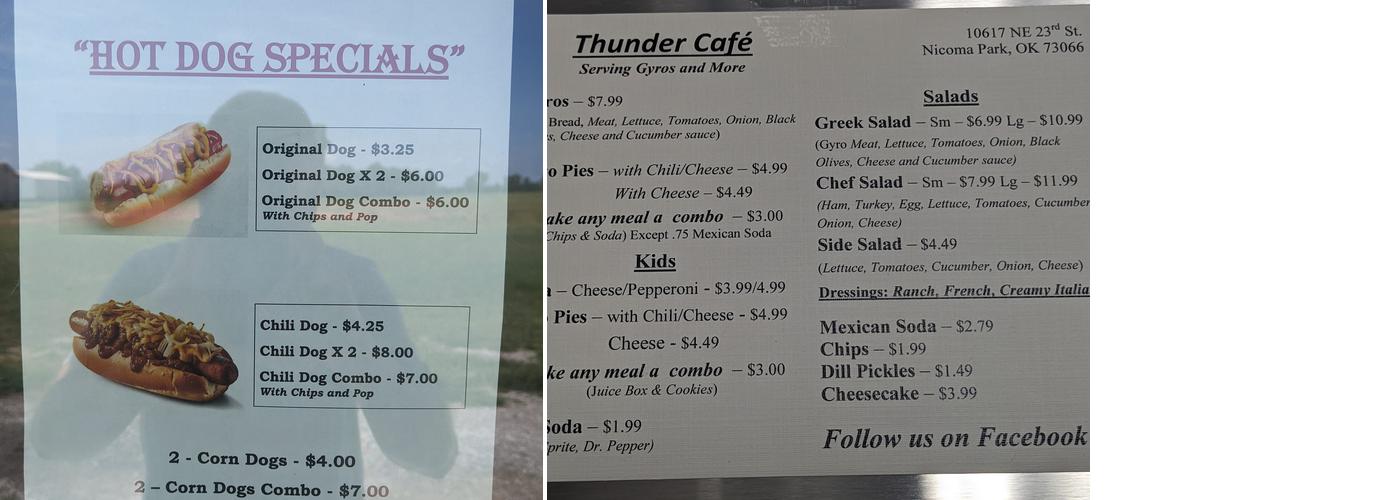 “HOT DOG SPECIALS”
Original Dog - $3.25
Original Dog X 2 - $6.00
Original Dog Combo - $6.00
With Chips and Pop
Chili Dog - $4.25
Chili Dog X 2 - $8.00
Chili Dog Combo - $7.00
With Chips and Pop
2 - Corn Dogs - $4.00
2 – Corn Dogs Combo - $7.00
Thunder Café
Serving Gyros and More
ros – $7.99
Bread, Meat, Lettuce, Tomatoes, Onion, Black
s, Cheese and Cucumber sauce)
o Pies – with Chili/Cheese – $4.99
With Cheese – $4.49
ake any meal a combo – $3.00
Chips & Soda) Except .75 Mexican Soda
Kids
– Cheese/Pepperoni - $3.99/4.99
Pies – with Chili/Cheese - $4.99
Cheese - $4.49
ke any meal a combo – $3.00
(Juice Box & Cookies)
Soda – $1.99
prite, Dr. Pepper)
10617 NE 23rd St.
Nicoma Park, OK 73066
Salads
Greek Salad – Sm – $6.99 Lg – $10.99
(Gyro Meat, Lettuce, Tomatoes, Onion, Black
Olives, Cheese and Cucumber sauce)
Chef Salad – Sm – $7.99 Lg – $11.99
(Ham, Turkey, Egg, Lettuce, Tomatoes, Cucumber
Onion, Cheese)
Side Salad – $4.49
(Lettuce, Tomatoes, Cucumber, Onion, Cheese)
Dressings: Ranch, French, Creamy Italia
Mexican Soda – $2.79
Chips – $1.99
Dill Pickles – $1.49
Cheesecake – $3.99
Follow us on Facebook